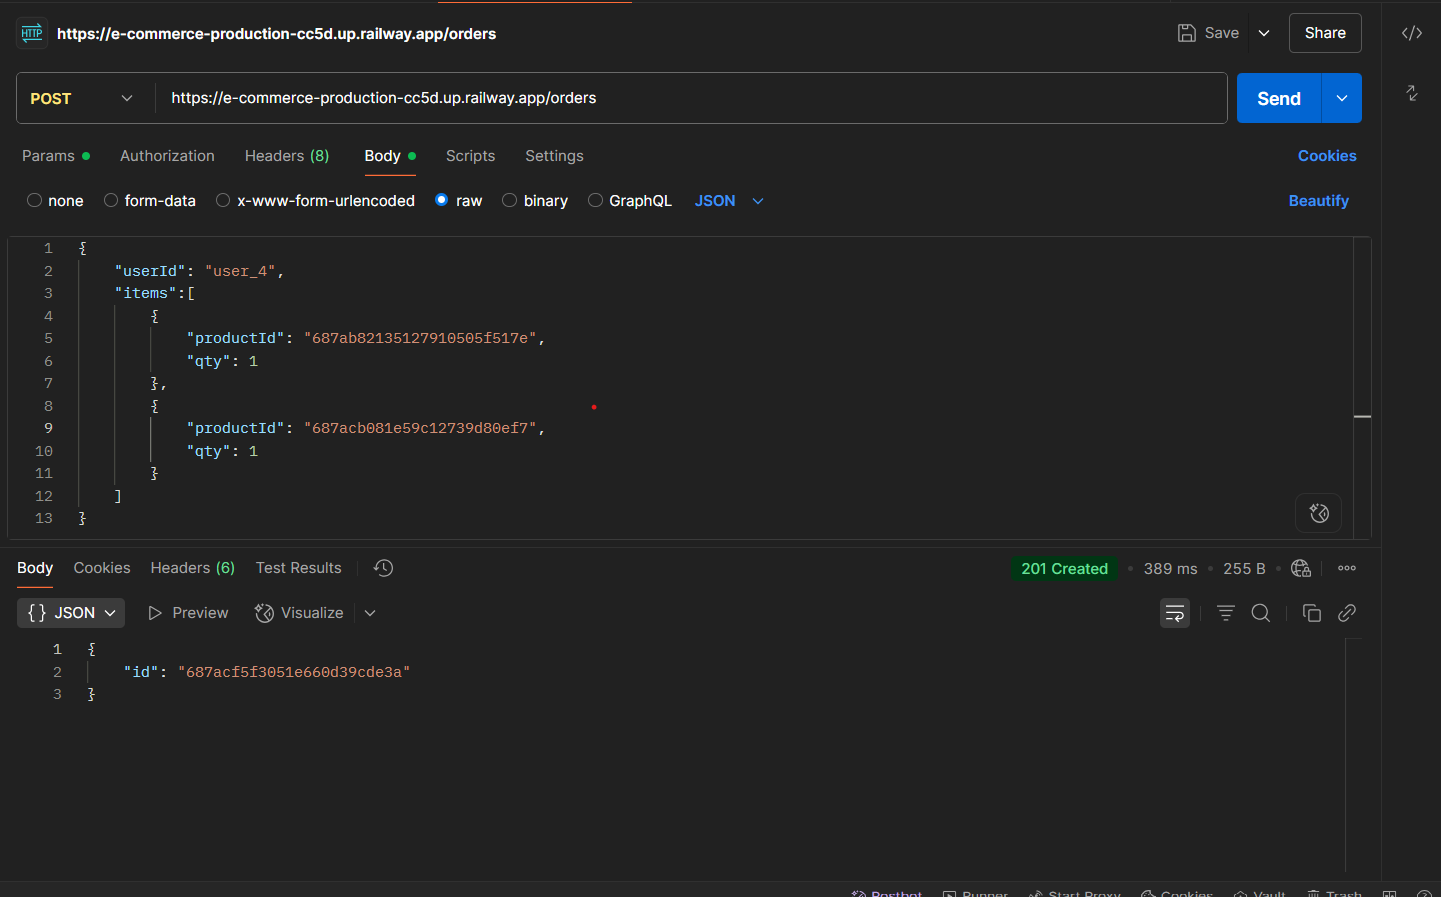 HTTP https://e-commerce-production-cc5d.up.railway.app/orders Save Share
POST https://e-commerce-production-cc5d.up.railway.app/orders Send
Params Authorization Headers (8) Body Scripts Settings Cookies
none form-data x-www-form-urlencoded raw binary GraphQL JSON Beautify
1 {
2 "userId": "user_4",
3 "items":[
4 {
5 "productId": "687ab82135127910505f517e",
6 "qty": 1
7 },
8 {
9 "productId": "687acb081e59c12739d80ef7",
10 "qty": 1
11 }
12 ]
13 }
Body Cookies Headers (6) Test Results 201 Created 389 ms 255 B
{} JSON Preview Visualize
1 {
2 "id": "687acf5f3051e660d39cde3a"
3 }
Postbot Runner Start Proxy Cookies Vault Trash